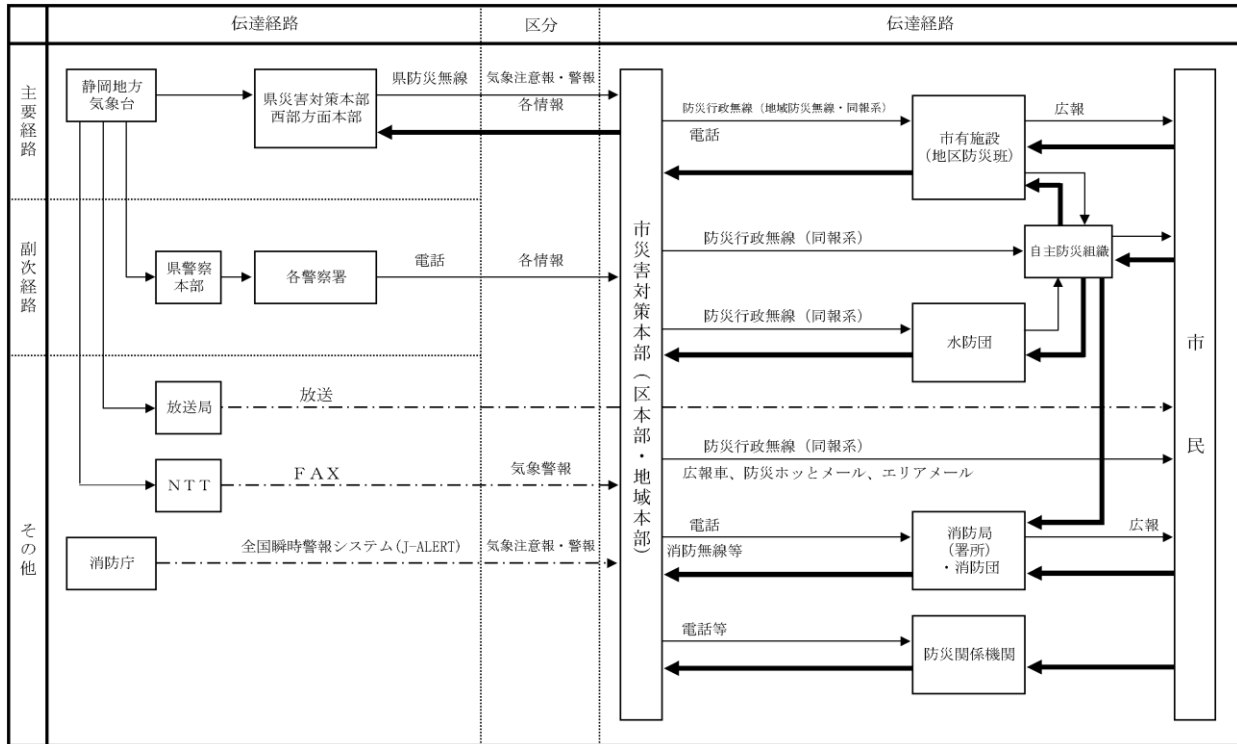 伝達経路
区分
伝達経路
主要経路
静岡地方
気象台
県災害対策本部
西部方面本部
県防災無線
気象注意報・警報
各情報
防災行政無線（地域防災無線・同報系）
電話
市有施設
（地区防災班）
広報
副次経路
県警察
本部
各警察署
電話
各情報
市災害対策本部（区本部・地域本部）
防災行政無線（同報系）
自主防災組織
防災行政無線（同報系）
水防団
市民
その他
放送局
放送
NTT
FAX
気象警報
防災行政無線（同報系）
広報車、防災ホッとメール、エリアメール
消防庁
全国瞬時警報システム(J-ALERT)
気象注意報・警報
電話
消防無線等
消防局
（署所）
・消防団
広報
電話等
防災関係機関